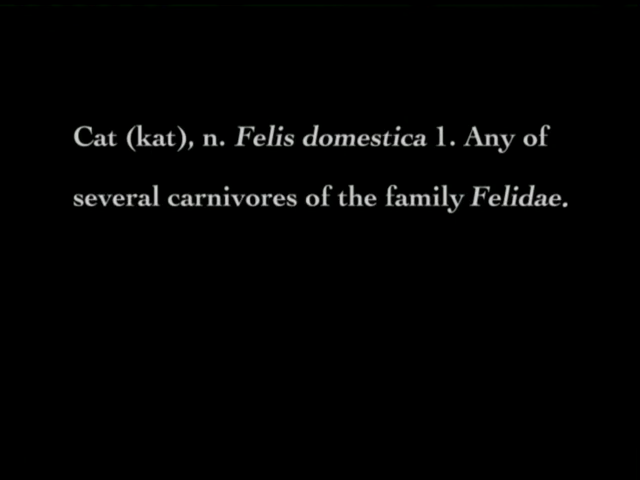 Cat (kat), n. Felis domestica 1. Any of
several carnivores of the family Felidae.